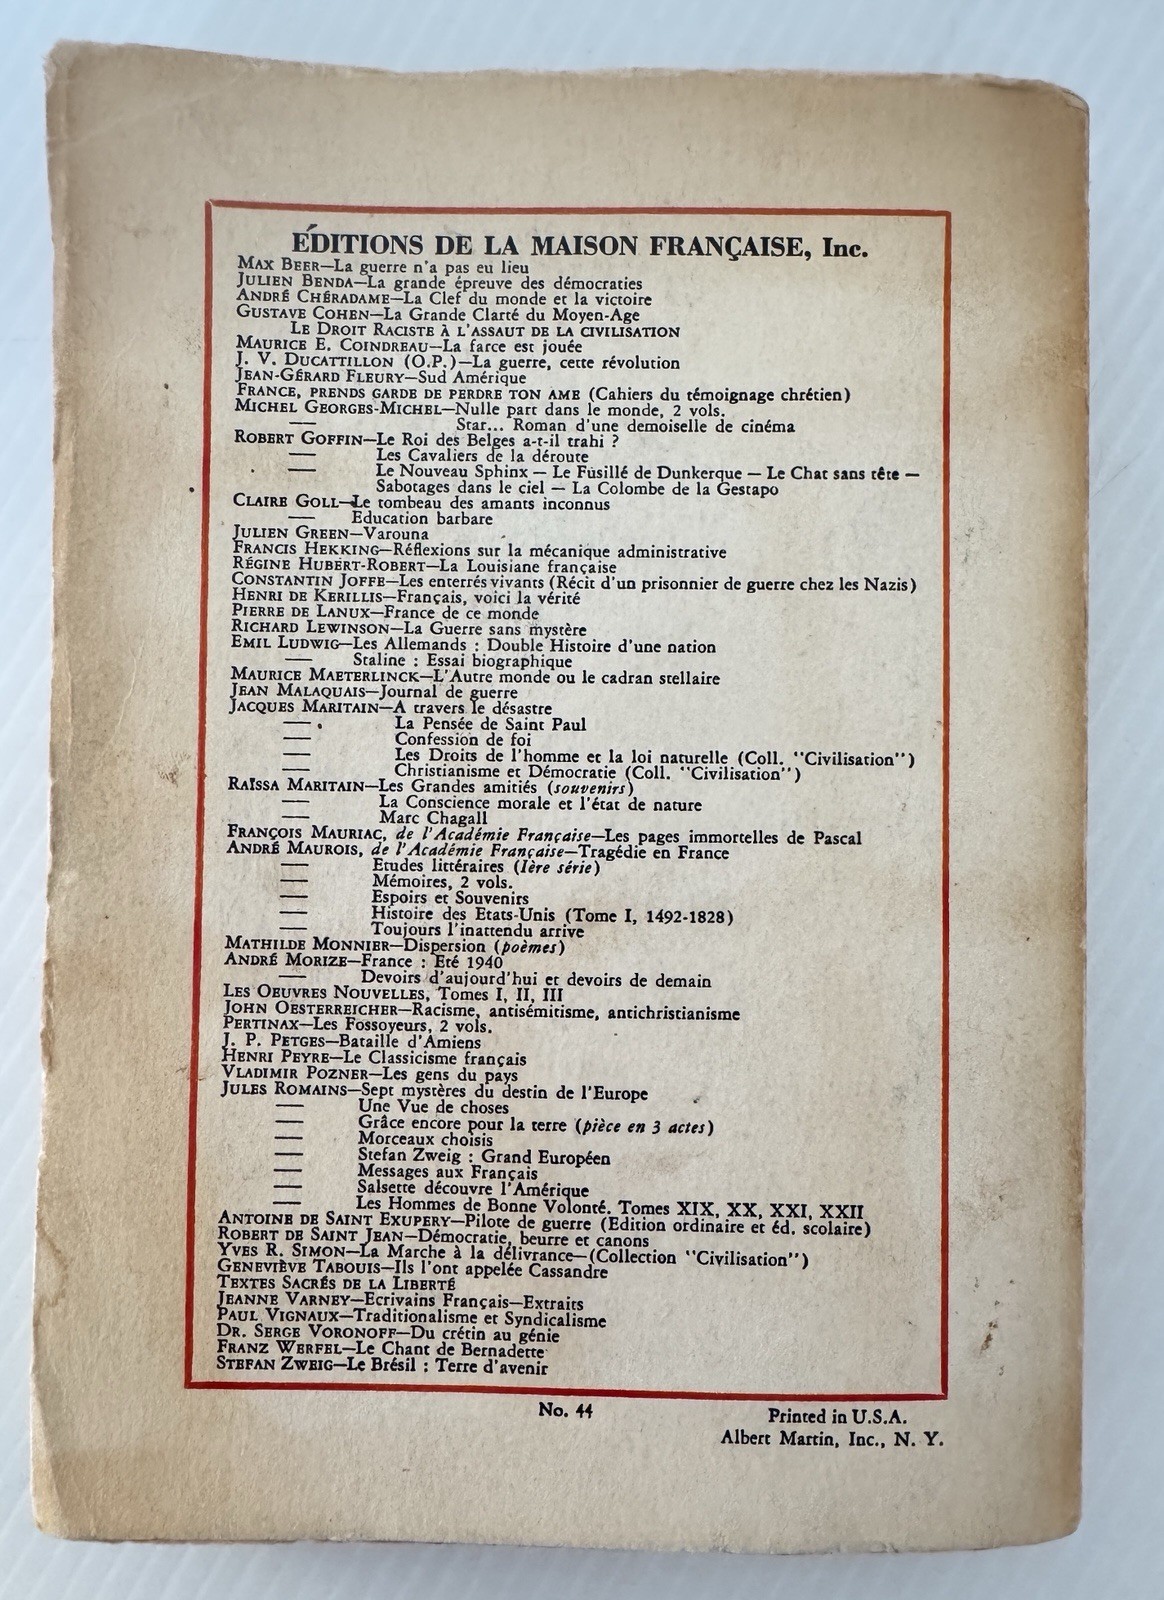 ÉDITIONS DE LA MAISON FRANÇAISE, Inc.
MAX BEER—La guerre n'a pas eu lieu
JULIEN BENDA—La grande épreuve des démocraties
ANDRÉ CHÉRADAME—La Clef du monde et la victoire
GUSTAVE COHEN—La Grande Clarté du Moyen-Age
LE DROIT RACISTE À L'ASSAUT DE LA CIVILISATION
MAURICE E. COINDREAU—La farce est jouée
J. V. DUCATTILLON (O.P.)—La guerre, cette révolution
JEAN-GÉRARD FLEURY—Sud Amérique
FRANCE, PRENDS GARDE DE PERDRE TON AME (Cahiers du témoignage chrétien)
MICHEL GEORGES-MICHEL—Nulle part dans le monde, 2 vols.
— Star... Roman d'une demoiselle de cinéma
ROBERT GOFFIN—Le Roi des Belges a-t-il trahi ?
— Les Cavaliers de la déroute
— Le Nouveau Sphinx — Le Fusillé de Dunkerque — Le Chat sans tête —
Sabotages dans le ciel — La Colombe de la Gestapo
CLAIRE GOLL—Le tombeau des amants inconnus
— Education barbare
JULIEN GREEN—Varouna
FRANCIS HEKKING—Réflexions sur la mécanique administrative
RÉGINE HUBERT-ROBERT—La Louisiane française
CONSTANTIN JOFFE—Les enterrés vivants (Récit d'un prisonnier de guerre chez les Nazis)
HENRI DE KERILLIS—Français, voici la vérité
PIERRE DE LANUX—France de ce monde
RICHARD LEWINSON—La Guerre sans mystère
EMIL LUDWIG—Les Allemands : Double Histoire d'une nation
— Staline : Essai biographique
MAURICE MAETERLINCK—L'Autre monde ou le cadran stellaire
JEAN MALAQUAIS—Journal de guerre
JACQUES MARITAIN—A travers le désastre
— La Pensée de Saint Paul
— Confession de foi
— Les Droits de l'homme et la loi naturelle (Coll. "Civilisation")
— Christianisme et Démocratie (Coll. "Civilisation")
RAÏSSA MARITAIN—Les Grandes amitiés (souvenirs)
— La Conscience morale et l'état de nature
— Marc Chagall
FRANÇOIS MAURIAC, de l'Académie Française—Les pages immortelles de Pascal
ANDRÉ MAUROIS, de l'Académie Française—Tragédie en France
— Etudes littéraires (Ière série)
— Mémoires, 2 vols.
— Espoirs et Souvenirs
— Histoire des Etats-Unis (Tome I, 1492-1828)
— Toujours l'inattendu arrive
MATHILDE MONNIER—Dispersion (poèmes)
ANDRÉ MORIZE—France : Eté 1940
— Devoirs d'aujourd'hui et devoirs de demain
LES OEUVRES NOUVELLES, Tomes I, II, III
JOHN OESTERREICHER—Racisme, antisémitisme, antichristianisme
PERTINAX—Les Fossoyeurs, 2 vols.
J. P. PETGES—Bataille d'Amiens
HENRI PEYRE—Le Classicisme français
VLADIMIR POZNER—Les gens du pays
JULES ROMAINS—Sept mystères du destin de l'Europe
— Une Vue de choses
— Grâce encore pour la terre (pièce en 3 actes)
— Morceaux choisis
— Stefan Zweig : Grand Européen
— Messages aux Français
— Salsette découvre l'Amérique
— Les Hommes de Bonne Volonté. Tomes XIX, XX, XXI, XXII
ANTOINE DE SAINT EXUPERY—Pilote de guerre (Edition ordinaire et éd. scolaire)
ROBERT DE SAINT JEAN—Démocratie, beurre et canons
YVES R. SIMON—La Marche à la délivrance—(Collection "Civilisation")
GENEVIÈVE TABOUIS—Ils l'ont appelée Cassandre
TEXTES SACRÉS DE LA LIBERTÉ
JEANNE VARNEY—Ecrivains Français—Extraits
PAUL VIGNAUX—Traditionalisme et Syndicalisme
DR. SERGE VORONOFF—Du crétin au génie
FRANZ WERFEL—Le Chant de Bernadette
STEFAN ZWEIG—Le Brésil : Terre d'avenir
No. 44
Printed in U.S.A.
Albert Martin, Inc., N. Y.